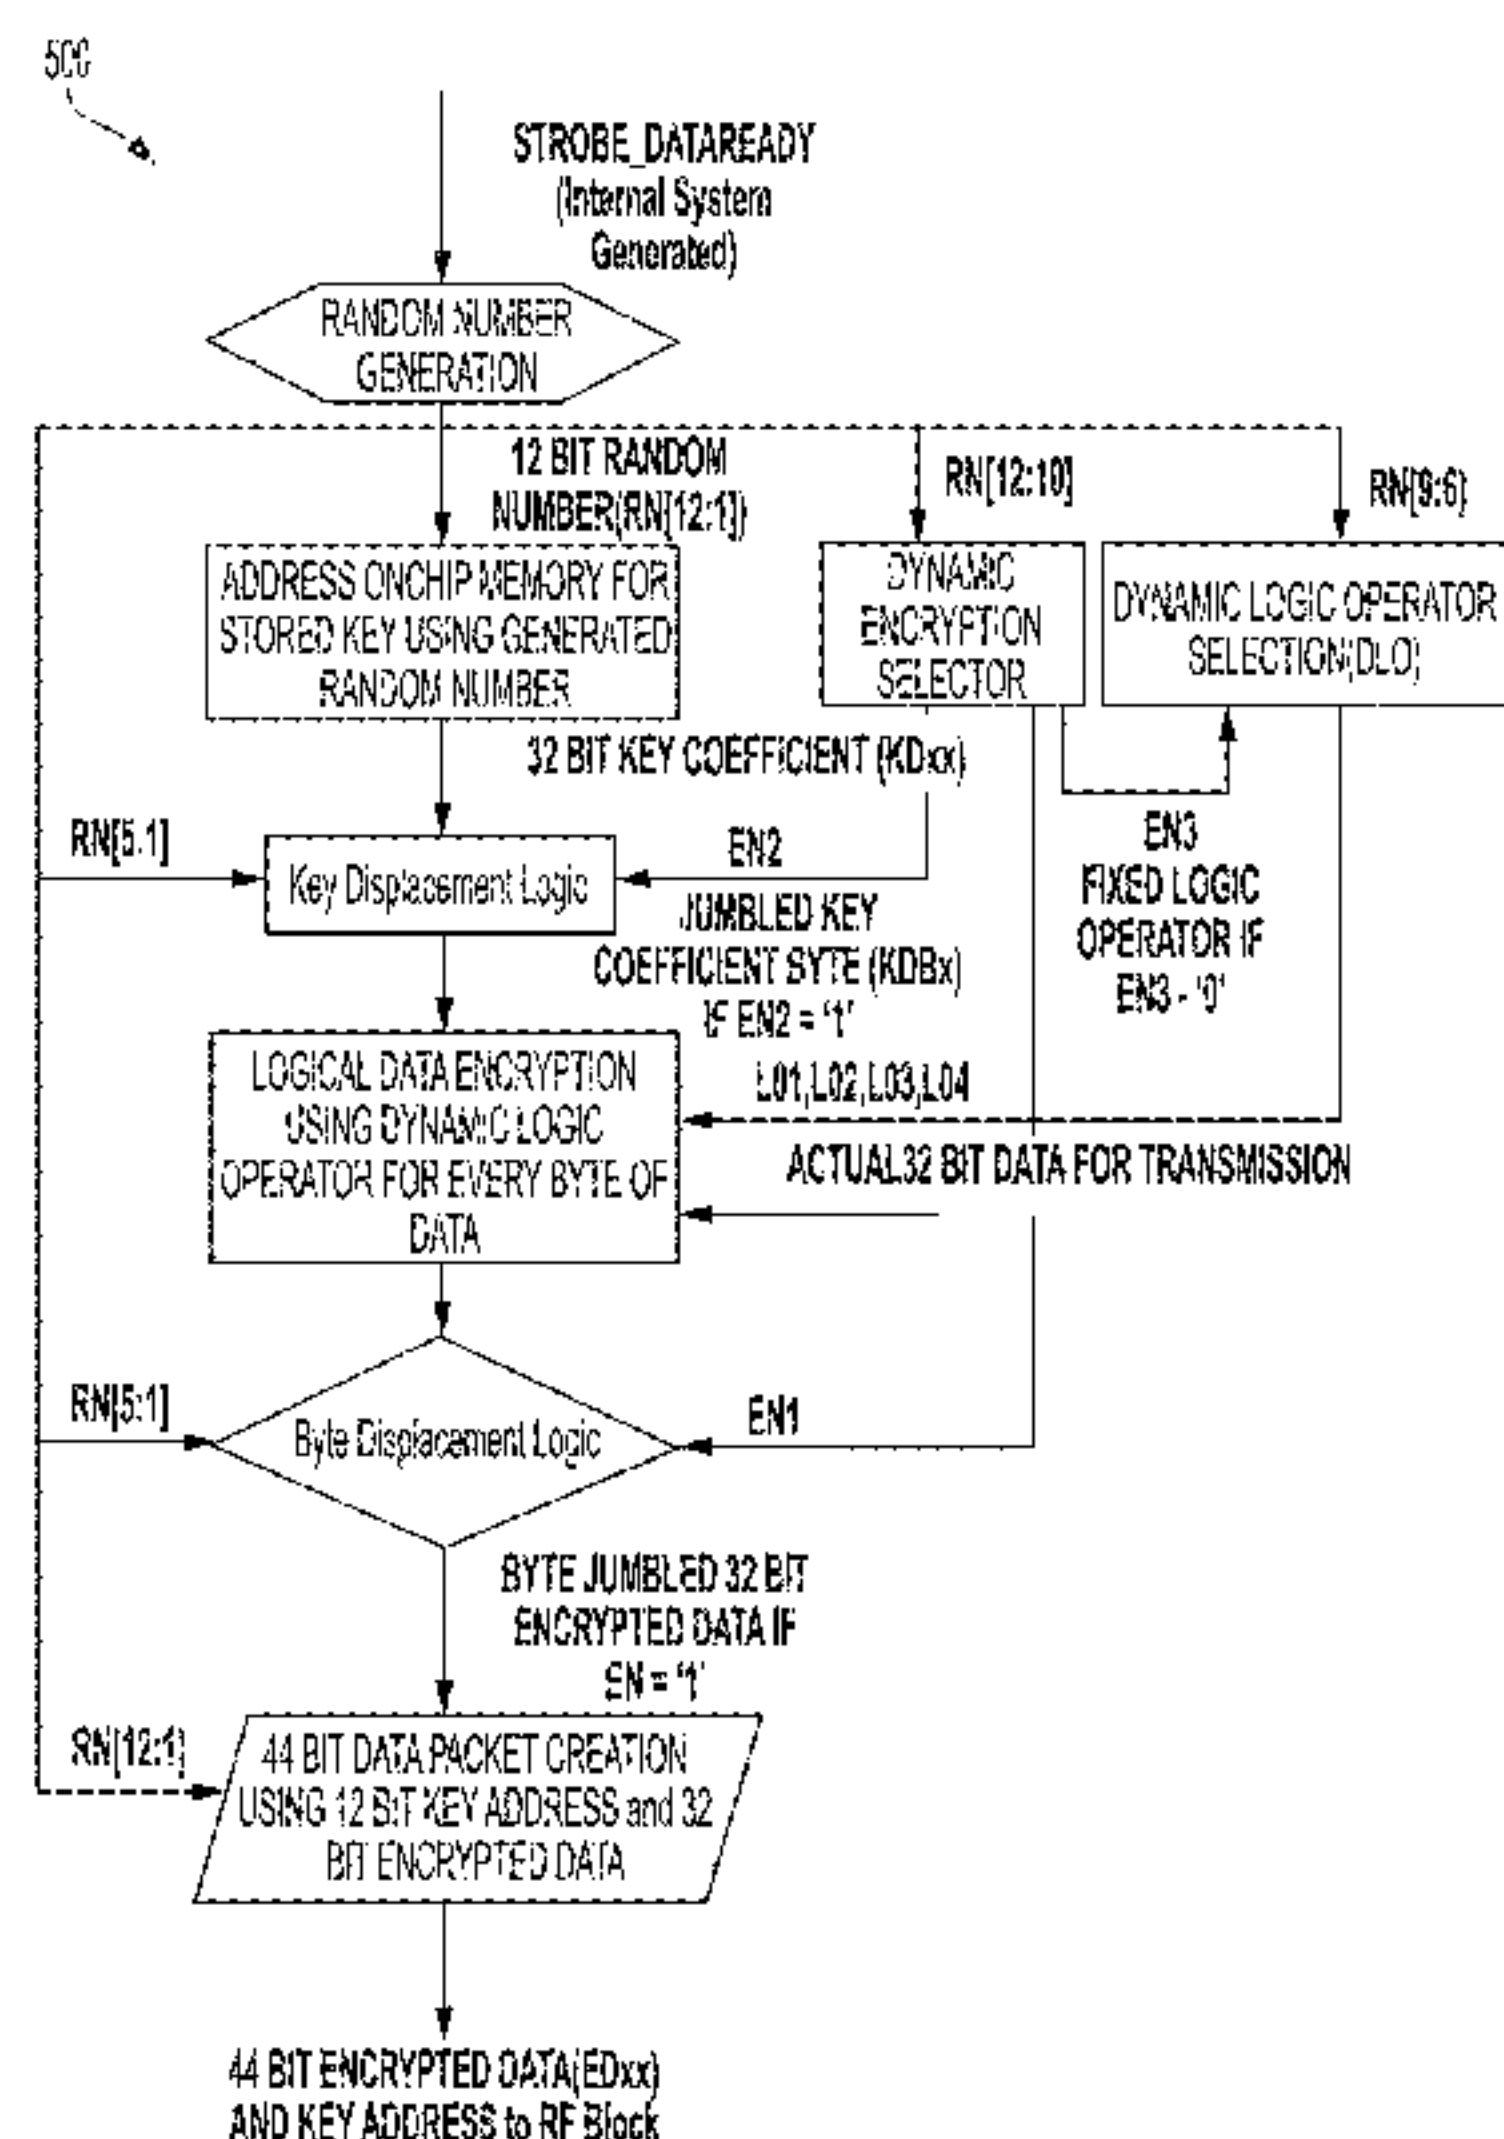 500
STROBE_DATAREADY
(Internal System
Generated)
RANDOM NUMBER
GENERATION
12 BIT RANDOM
NUMBER(RN[12:1])
RN[12:10]
RN[9:6)
ADDRESS ONCHIP MEMORY FOR
STORED KEY USING GENERATED
RANDOM NUMBER
DYNAMIC
ENCRYPTION
SELECTOR
DYNAMIC LOGIC OPERATOR
SELECTION(DLO)
32 BIT KEY COEFFICIENT (KDxx)
RN[5.1]
Key Displacement Logic
EN2
EN3
FIXED LOGIC
OPERATOR IF
EN3 - '0'
JUMBLED KEY
COEFFICIENT BYTE (KDBx)
IF EN2 = '1'
LOGICAL DATA ENCRYPTION
USING DYNAMIC LOGIC
OPERATOR FOR EVERY BYTE OF
DATA
L01,L02,L03,L04
ACTUAL32 BIT DATA FOR TRANSMISSION
RN[5:1]
Byte Displacement Logic
EN1
BYTE JUMBLED 32 BIT
ENCRYPTED DATA IF
EN = '1'
RN[12:1]
44 BIT DATA PACKET CREATION
USING 12 BIT KEY ADDRESS and 32
BIT ENCRYPTED DATA
44 BIT ENCRYPTED DATA(EDxx)
AND KEY ADDRESS to RF Block